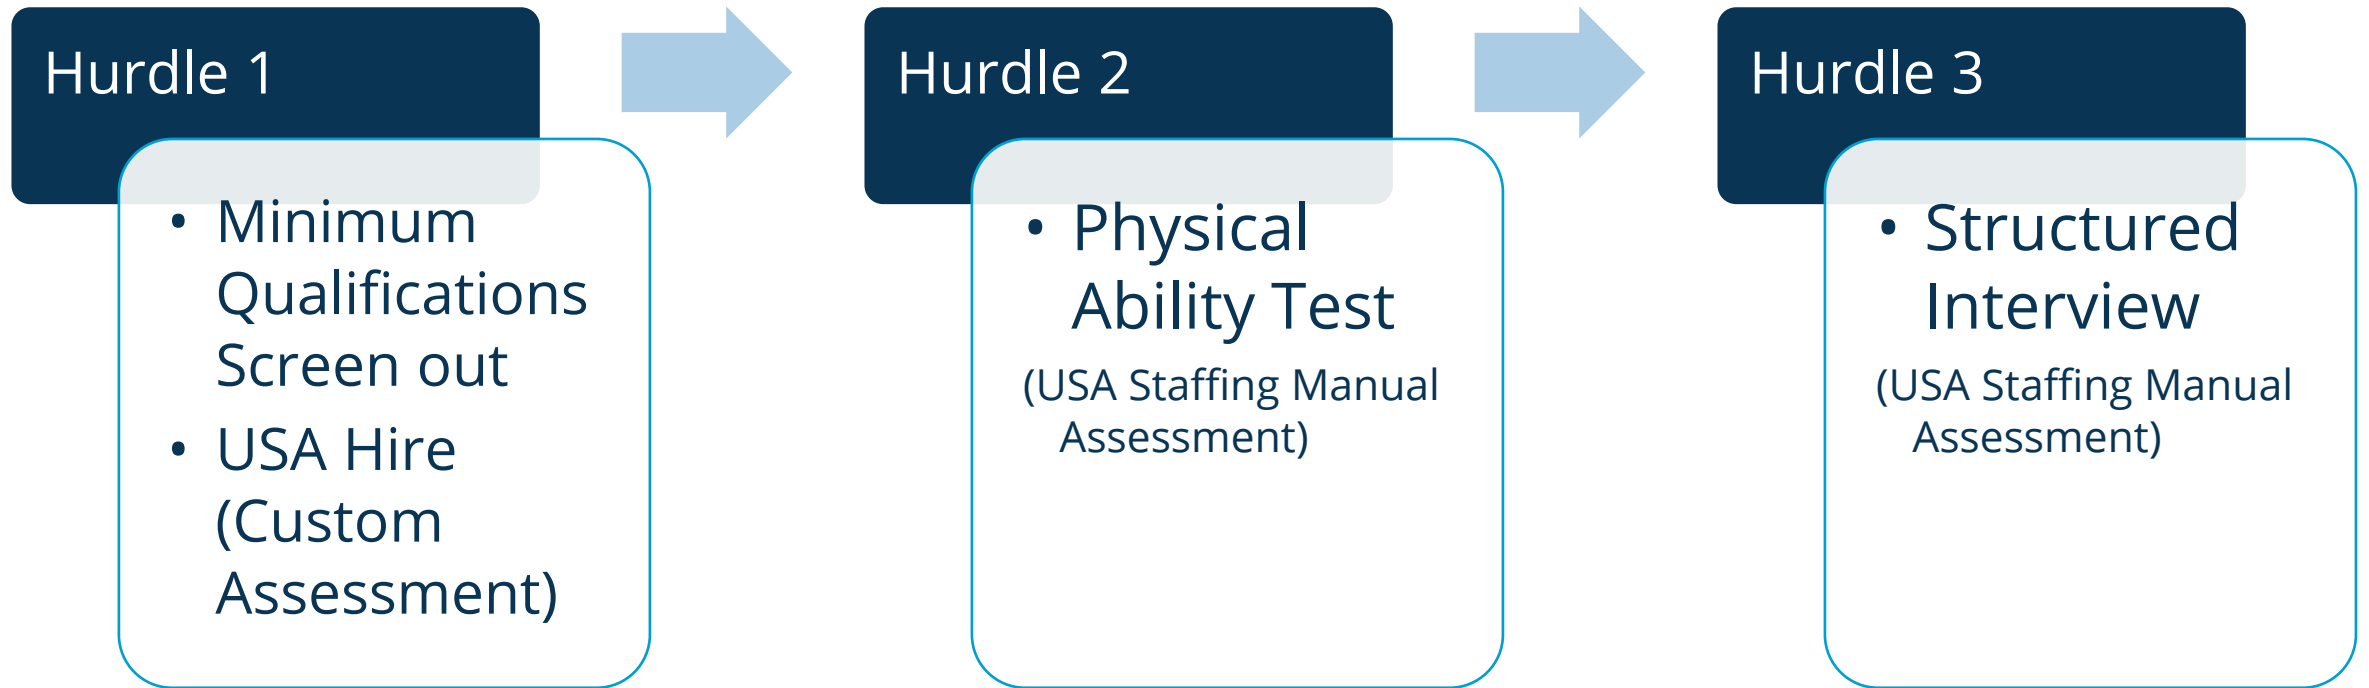 Hurdle 1
• Minimum
Qualifications
Screen out
• USA Hire
(Custom
Assessment)
Hurdle 2
• Physical
Ability Test
(USA Staffing Manual
Assessment)
Hurdle 3
• Structured
Interview
(USA Staffing Manual
Assessment)